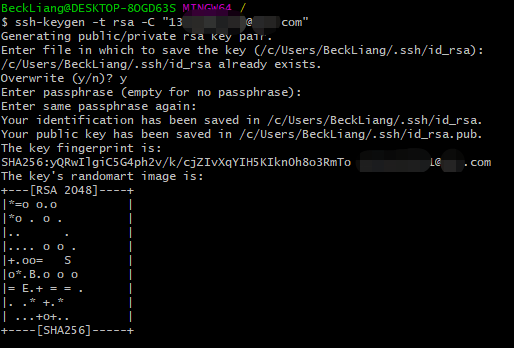 BeckLiang@DESKTOP-8OGD63S MINGW64 /
$ ssh-keygen -t rsa -C "13 @ com"
Generating public/private rsa key pair.
Enter file in which to save the key (/c/Users/BeckLiang/.ssh/id_rsa):
/c/Users/BeckLiang/.ssh/id_rsa already exists.
Overwrite (y/n)? y
Enter passphrase (empty for no passphrase):
Enter same passphrase again:
Your identification has been saved in /c/Users/BeckLiang/.ssh/id_rsa.
Your public key has been saved in /c/Users/BeckLiang/.ssh/id_rsa.pub.
The key fingerprint is:
SHA256:yQRwIlgiC5G4ph2v/k/cjZIvXqYIH5KIknOh8o3RmTo 1@ .com
The key's randomart image is:
+---[RSA 2048]----+
|*=o o.o          |
|*o . o .         |
|..      .        |
|.... o o .       |
|+.oo=   S        |
|o*.B.o o o       |
|= E.+ = = .      |
|. .* +.*         |
| ...+o+..        |
+----[SHA256]-----+